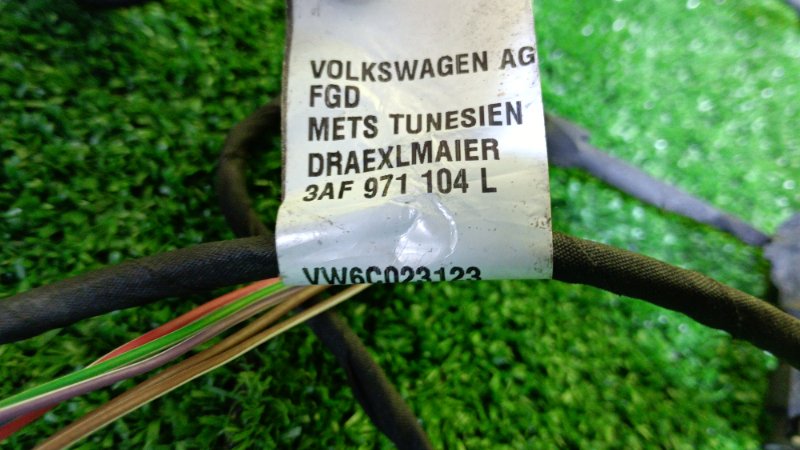 VOLKSWAGEN AG
FGD
METS TUNESIEN
DRAEXLMAIER
3AF 971 104 L
VW6C023123